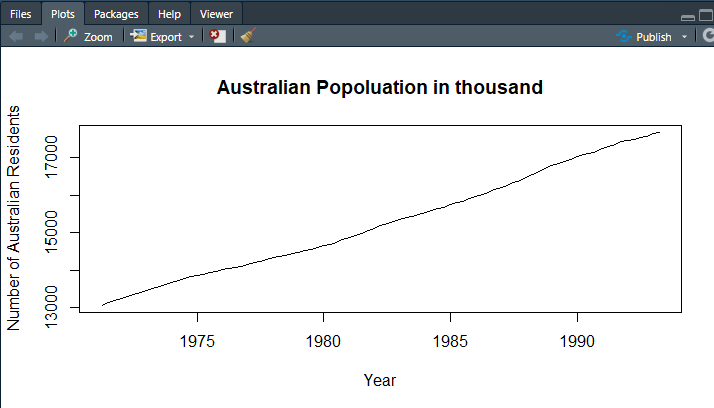 Files Plots Packages Help Viewer
Zoom Export Publish
Australian Popoluation in thousand
Number of Australian Residents
17000
15000
13000
1975 1980 1985 1990
Year